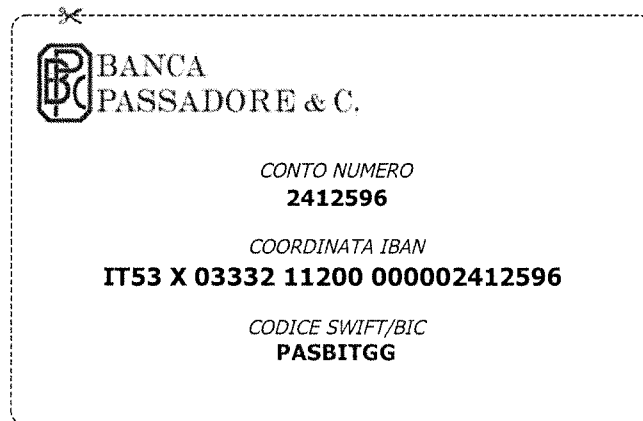 BANCA
PASSADORE & C.
CONTO NUMERO
2412596
COORDINATA IBAN
IT53 X 03332 11200 000002412596
CODICE SWIFT/BIC
PASBITGG